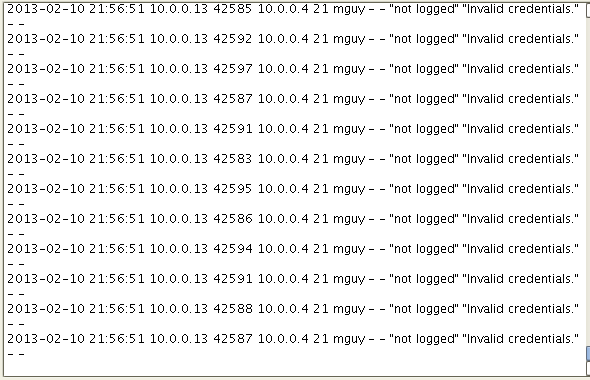 2013-02-10 21:56:51 10.0.0.13 42585 10.0.0.4 21 mguy - - "not logged" "Invalid credentials."
- -
2013-02-10 21:56:51 10.0.0.13 42592 10.0.0.4 21 mguy - - "not logged" "Invalid credentials."
- -
2013-02-10 21:56:51 10.0.0.13 42597 10.0.0.4 21 mguy - - "not logged" "Invalid credentials."
- -
2013-02-10 21:56:51 10.0.0.13 42587 10.0.0.4 21 mguy - - "not logged" "Invalid credentials."
- -
2013-02-10 21:56:51 10.0.0.13 42591 10.0.0.4 21 mguy - - "not logged" "Invalid credentials."
- -
2013-02-10 21:56:51 10.0.0.13 42583 10.0.0.4 21 mguy - - "not logged" "Invalid credentials."
- -
2013-02-10 21:56:51 10.0.0.13 42595 10.0.0.4 21 mguy - - "not logged" "Invalid credentials."
- -
2013-02-10 21:56:51 10.0.0.13 42586 10.0.0.4 21 mguy - - "not logged" "Invalid credentials."
- -
2013-02-10 21:56:51 10.0.0.13 42594 10.0.0.4 21 mguy - - "not logged" "Invalid credentials."
- -
2013-02-10 21:56:51 10.0.0.13 42591 10.0.0.4 21 mguy - - "not logged" "Invalid credentials."
- -
2013-02-10 21:56:51 10.0.0.13 42588 10.0.0.4 21 mguy - - "not logged" "Invalid credentials."
- -
2013-02-10 21:56:51 10.0.0.13 42587 10.0.0.4 21 mguy - - "not logged" "Invalid credentials."
- -